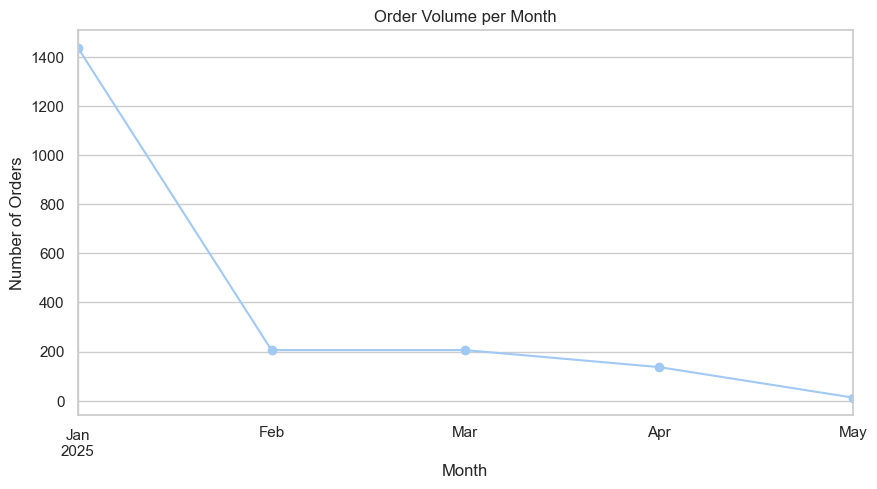 Order Volume per Month
Number of Orders
1400
1200
1000
800
600
400
200
0
Jan
2025
Feb
Mar
Apr
May
Month